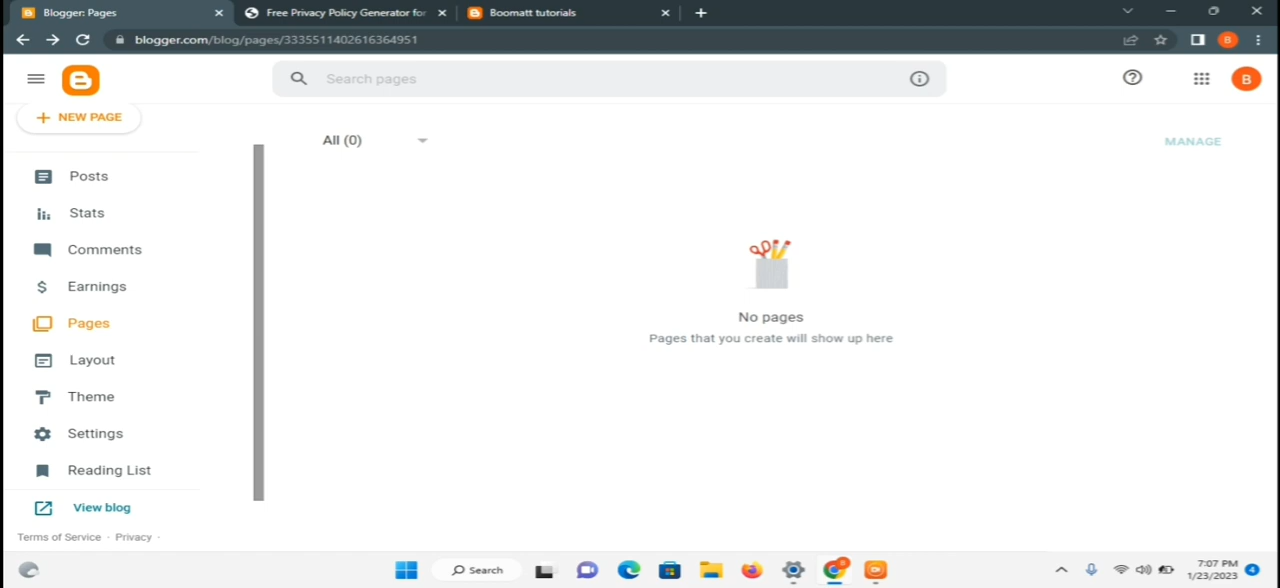 Blogger: Pages
Free Privacy Policy Generator for
Boomatt tutorials
blogger.com/blog/pages/3335511402616364951
B
Search pages
B
NEW PAGE
All (0)
MANAGE
Posts
Stats
Comments
Earnings
Pages
Layout
Theme
Settings
Reading List
View blog
Terms of Service · Privacy ·
No pages
Pages that you create will show up here
Search
7:07 PM
1/23/2023
4